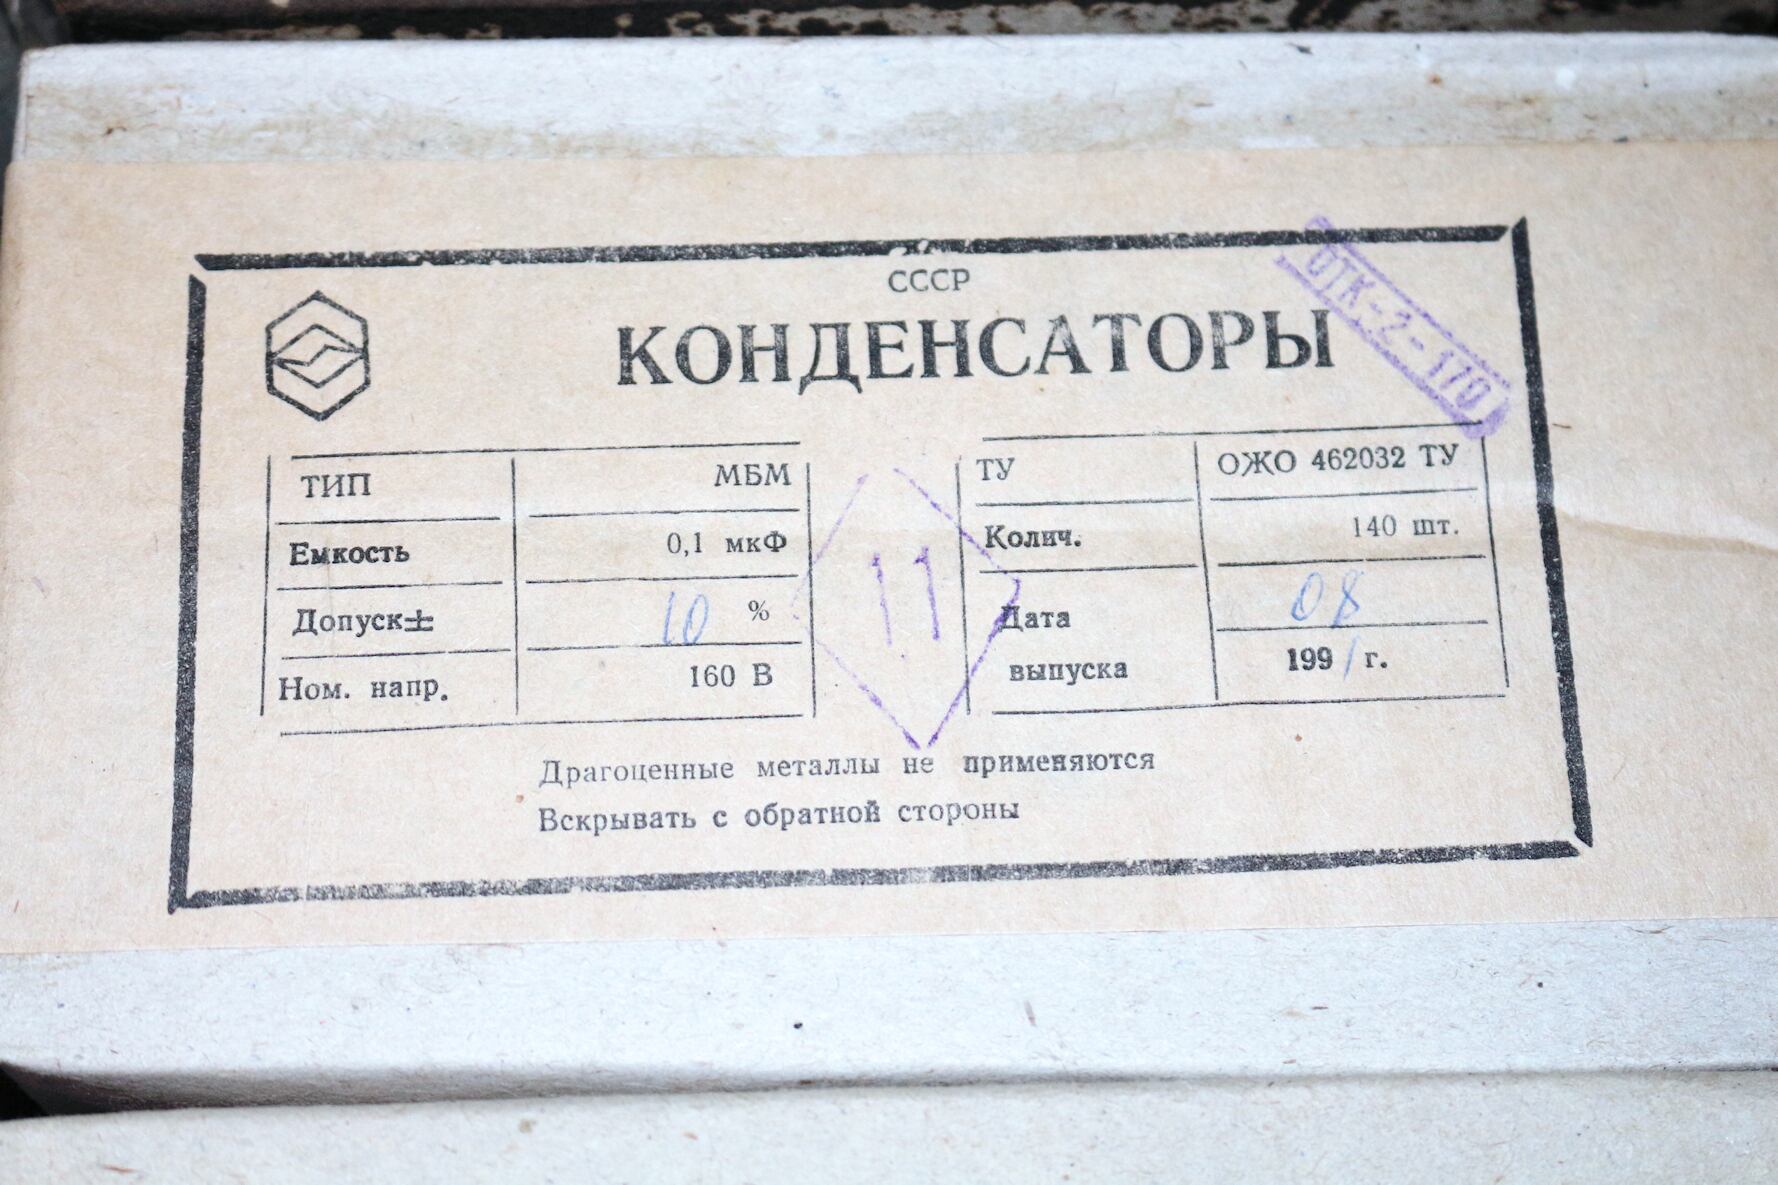 СССР
КОНДЕНСАТОРЫ
ОТК-2-170
ТИП МБМ
Емкость 0,1 мкФ
Допуск± 10 %
Ном. напр. 160 В
11
ТУ ОЖО 462032 ТУ
Колич. 140 шт.
Дата 08
выпуска 1991 г.
Драгоценные металлы не применяются
Вскрывать с обратной стороны